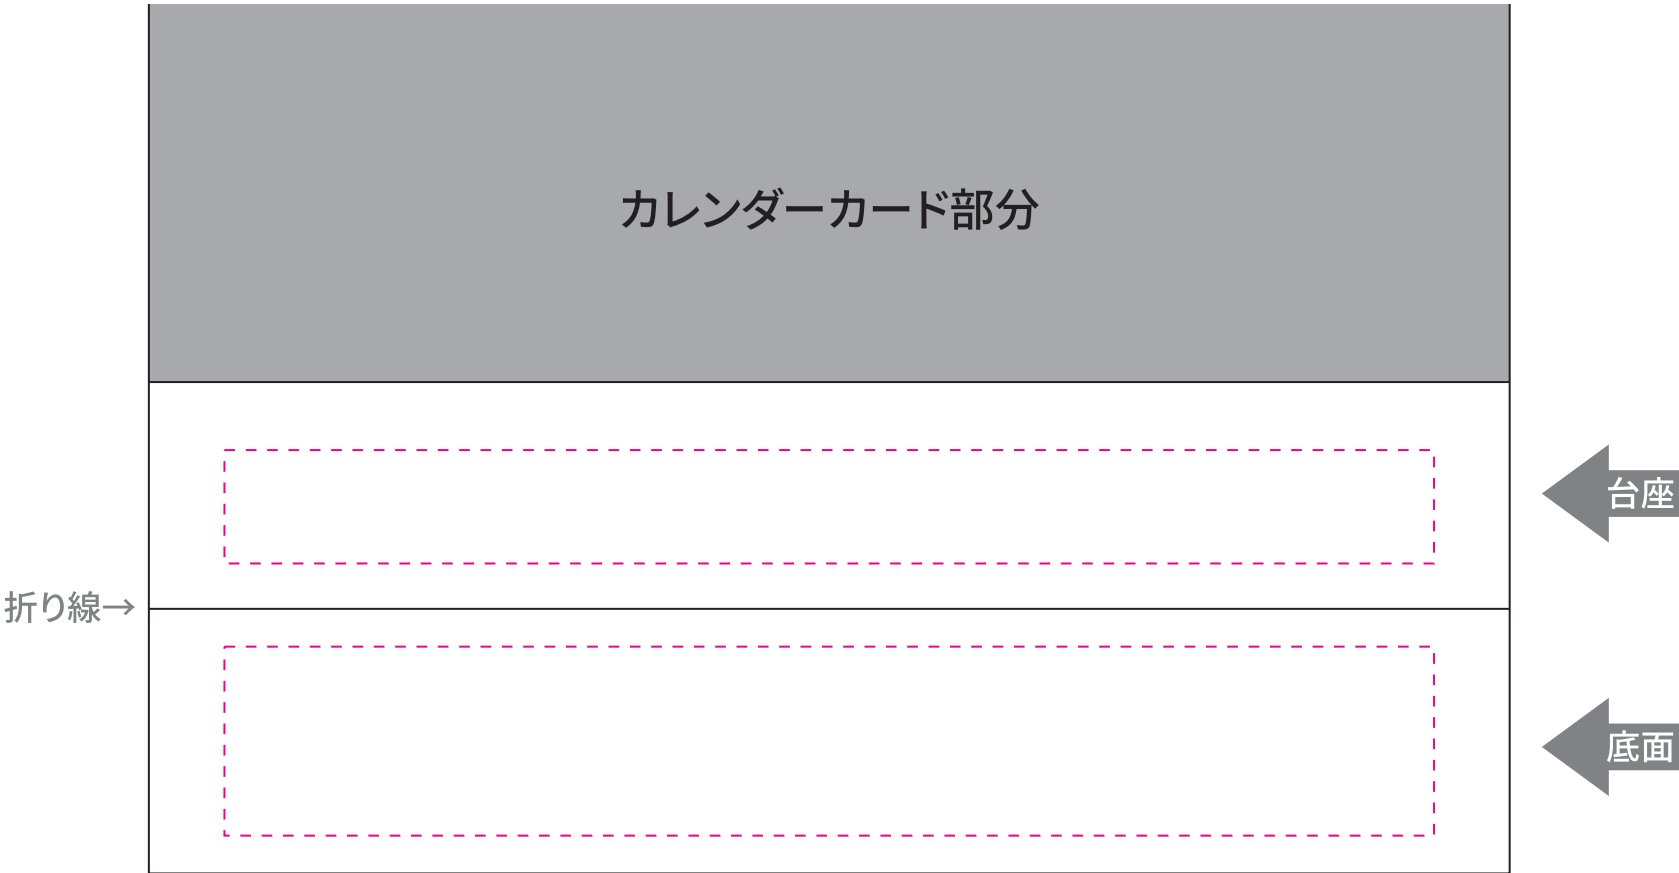 カレンダーカード部分
台座
折り線→
底面